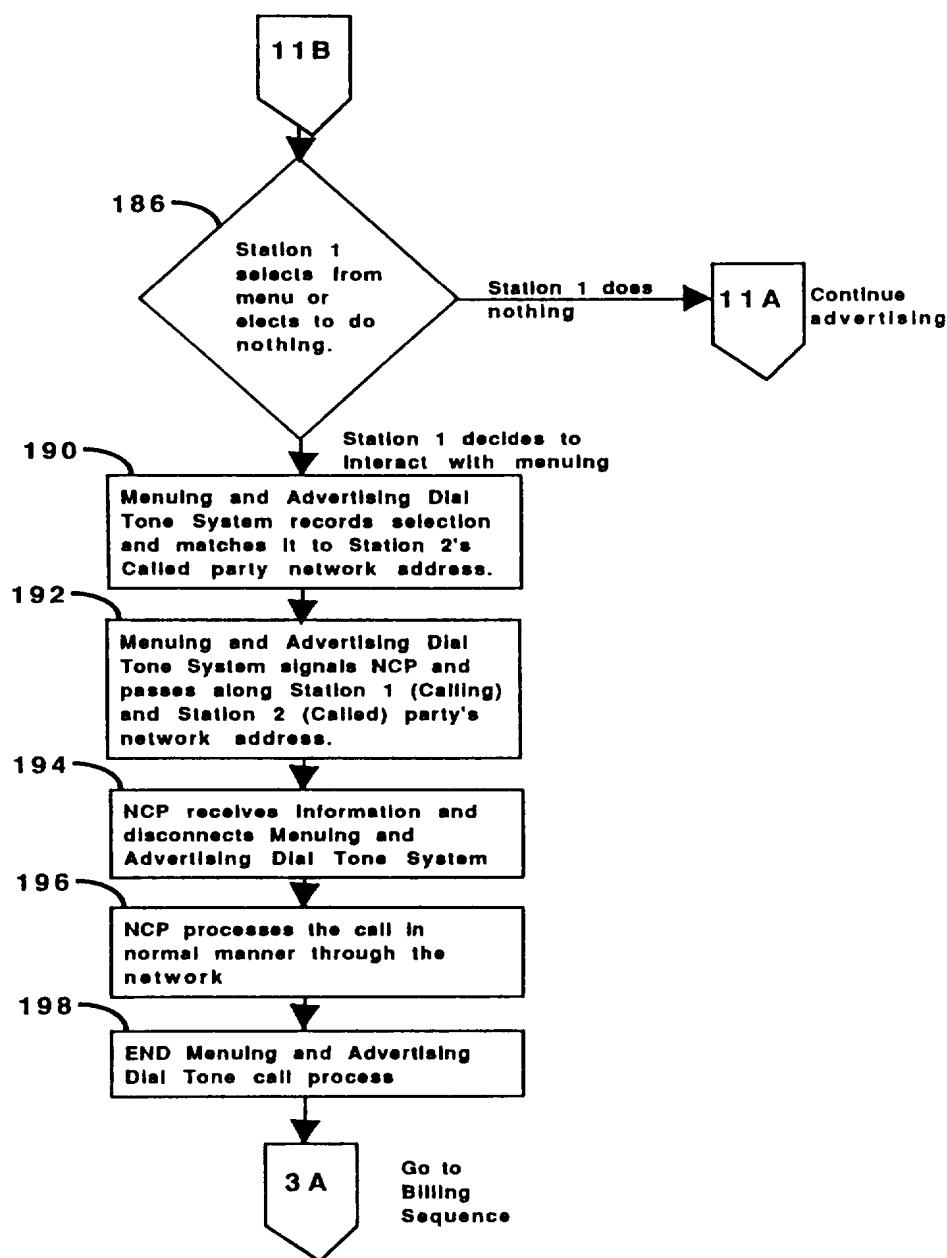 11B
186
Station 1
selects from
menu or
elects to do
nothing.
Station 1 does
nothing
11A
Continue
advertising
Station 1 decides to
interact with menuing
190
Menuing and Advertising Dial
Tone System records selection
and matches it to Station 2's
Called party network address.
192
Menuing and Advertising Dial
Tone System signals NCP and
passes along Station 1 (Calling)
and Station 2 (Called) party's
network address.
194
NCP receives information and
disconnects Menuing and
Advertising Dial Tone System
196
NCP processes the call in
normal manner through the
network
198
END Menuing and Advertising
Dial Tone call process
3A
Go to
Billing
Sequence